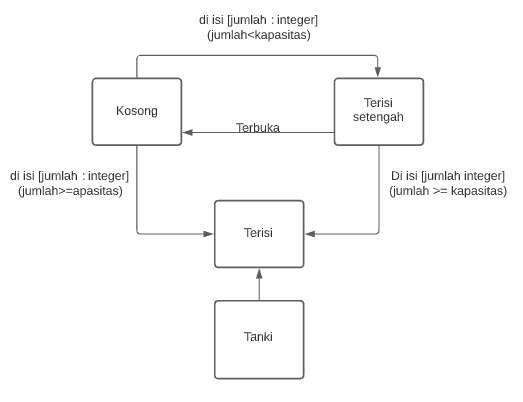 di isi [jumlah : integer]
(jumlah<kapasitas)
Kosong
Terisi
setengah
Terbuka
di isi [jumlah : integer]
(jumlah>=apasitas)
Di isi [jumlah integer]
(jumlah >= kapasitas)
Terisi
Tanki